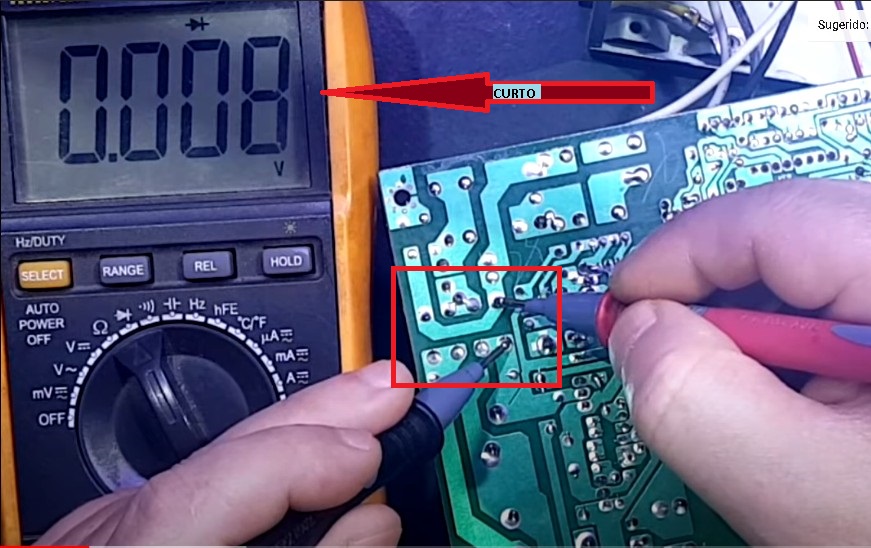 Sugerido:
0.008
V
CURTO
Hz/DUTY
SELECT
RANGE
REL
HOLD
AUTO
POWER
OFF
Ω
Hz
hFE
°C/°F
µA
mA
A
V
V~
mV
OFF